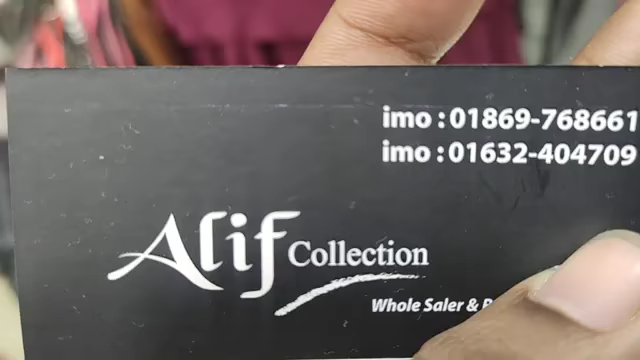 imo : 01869-768661
imo : 01632-404709
Alif Collection
Whole Saler &